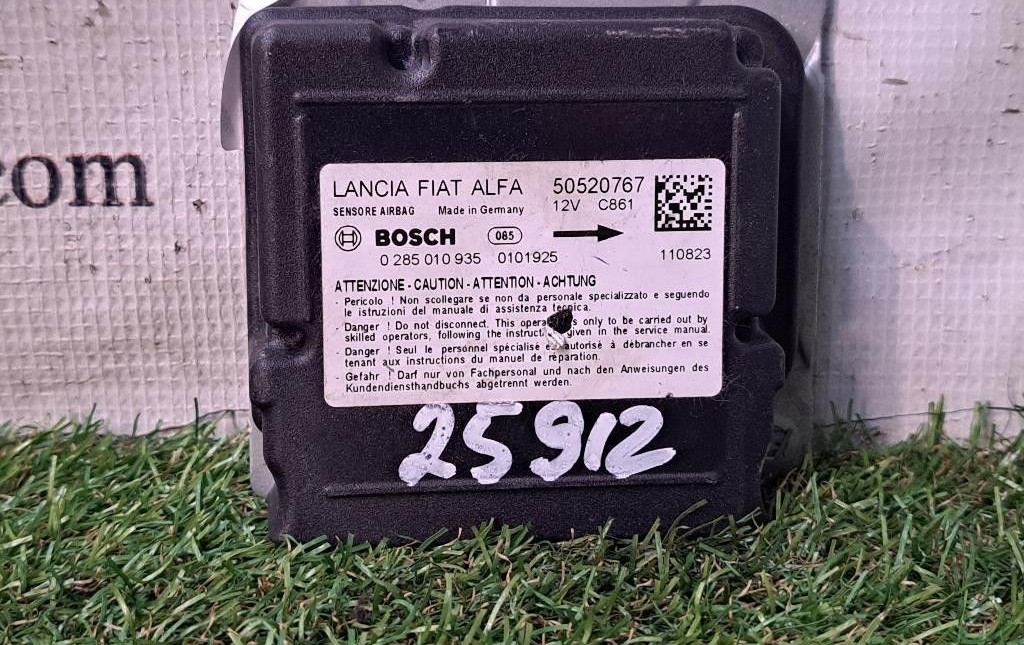 .com
LANCIA FIAT ALFA 50520767
SENSORE AIRBAG Made in Germany 12V C861
BOSCH 085
0 285 010 935 0101925 110823
ATTENZIONE - CAUTION - ATTENTION - ACHTUNG
- Pericolo ! Non scollegare se non da personale specializzato e seguendo
le istruzioni del manuale di assistenza tecnica.
- Danger ! Do not disconnect. This is only to be carried out by
skilled operators, following the given in the service manual.
- Danger ! Seul le personnel spécialisé autorisé à débrancher en se
tenant aux instructions du manuel de réparation.
- Gefahr ! Darf nur von Fachpersonal und nach den Anweisungen des
Kundendiensthandbuchs abgetrennt werden.
25912